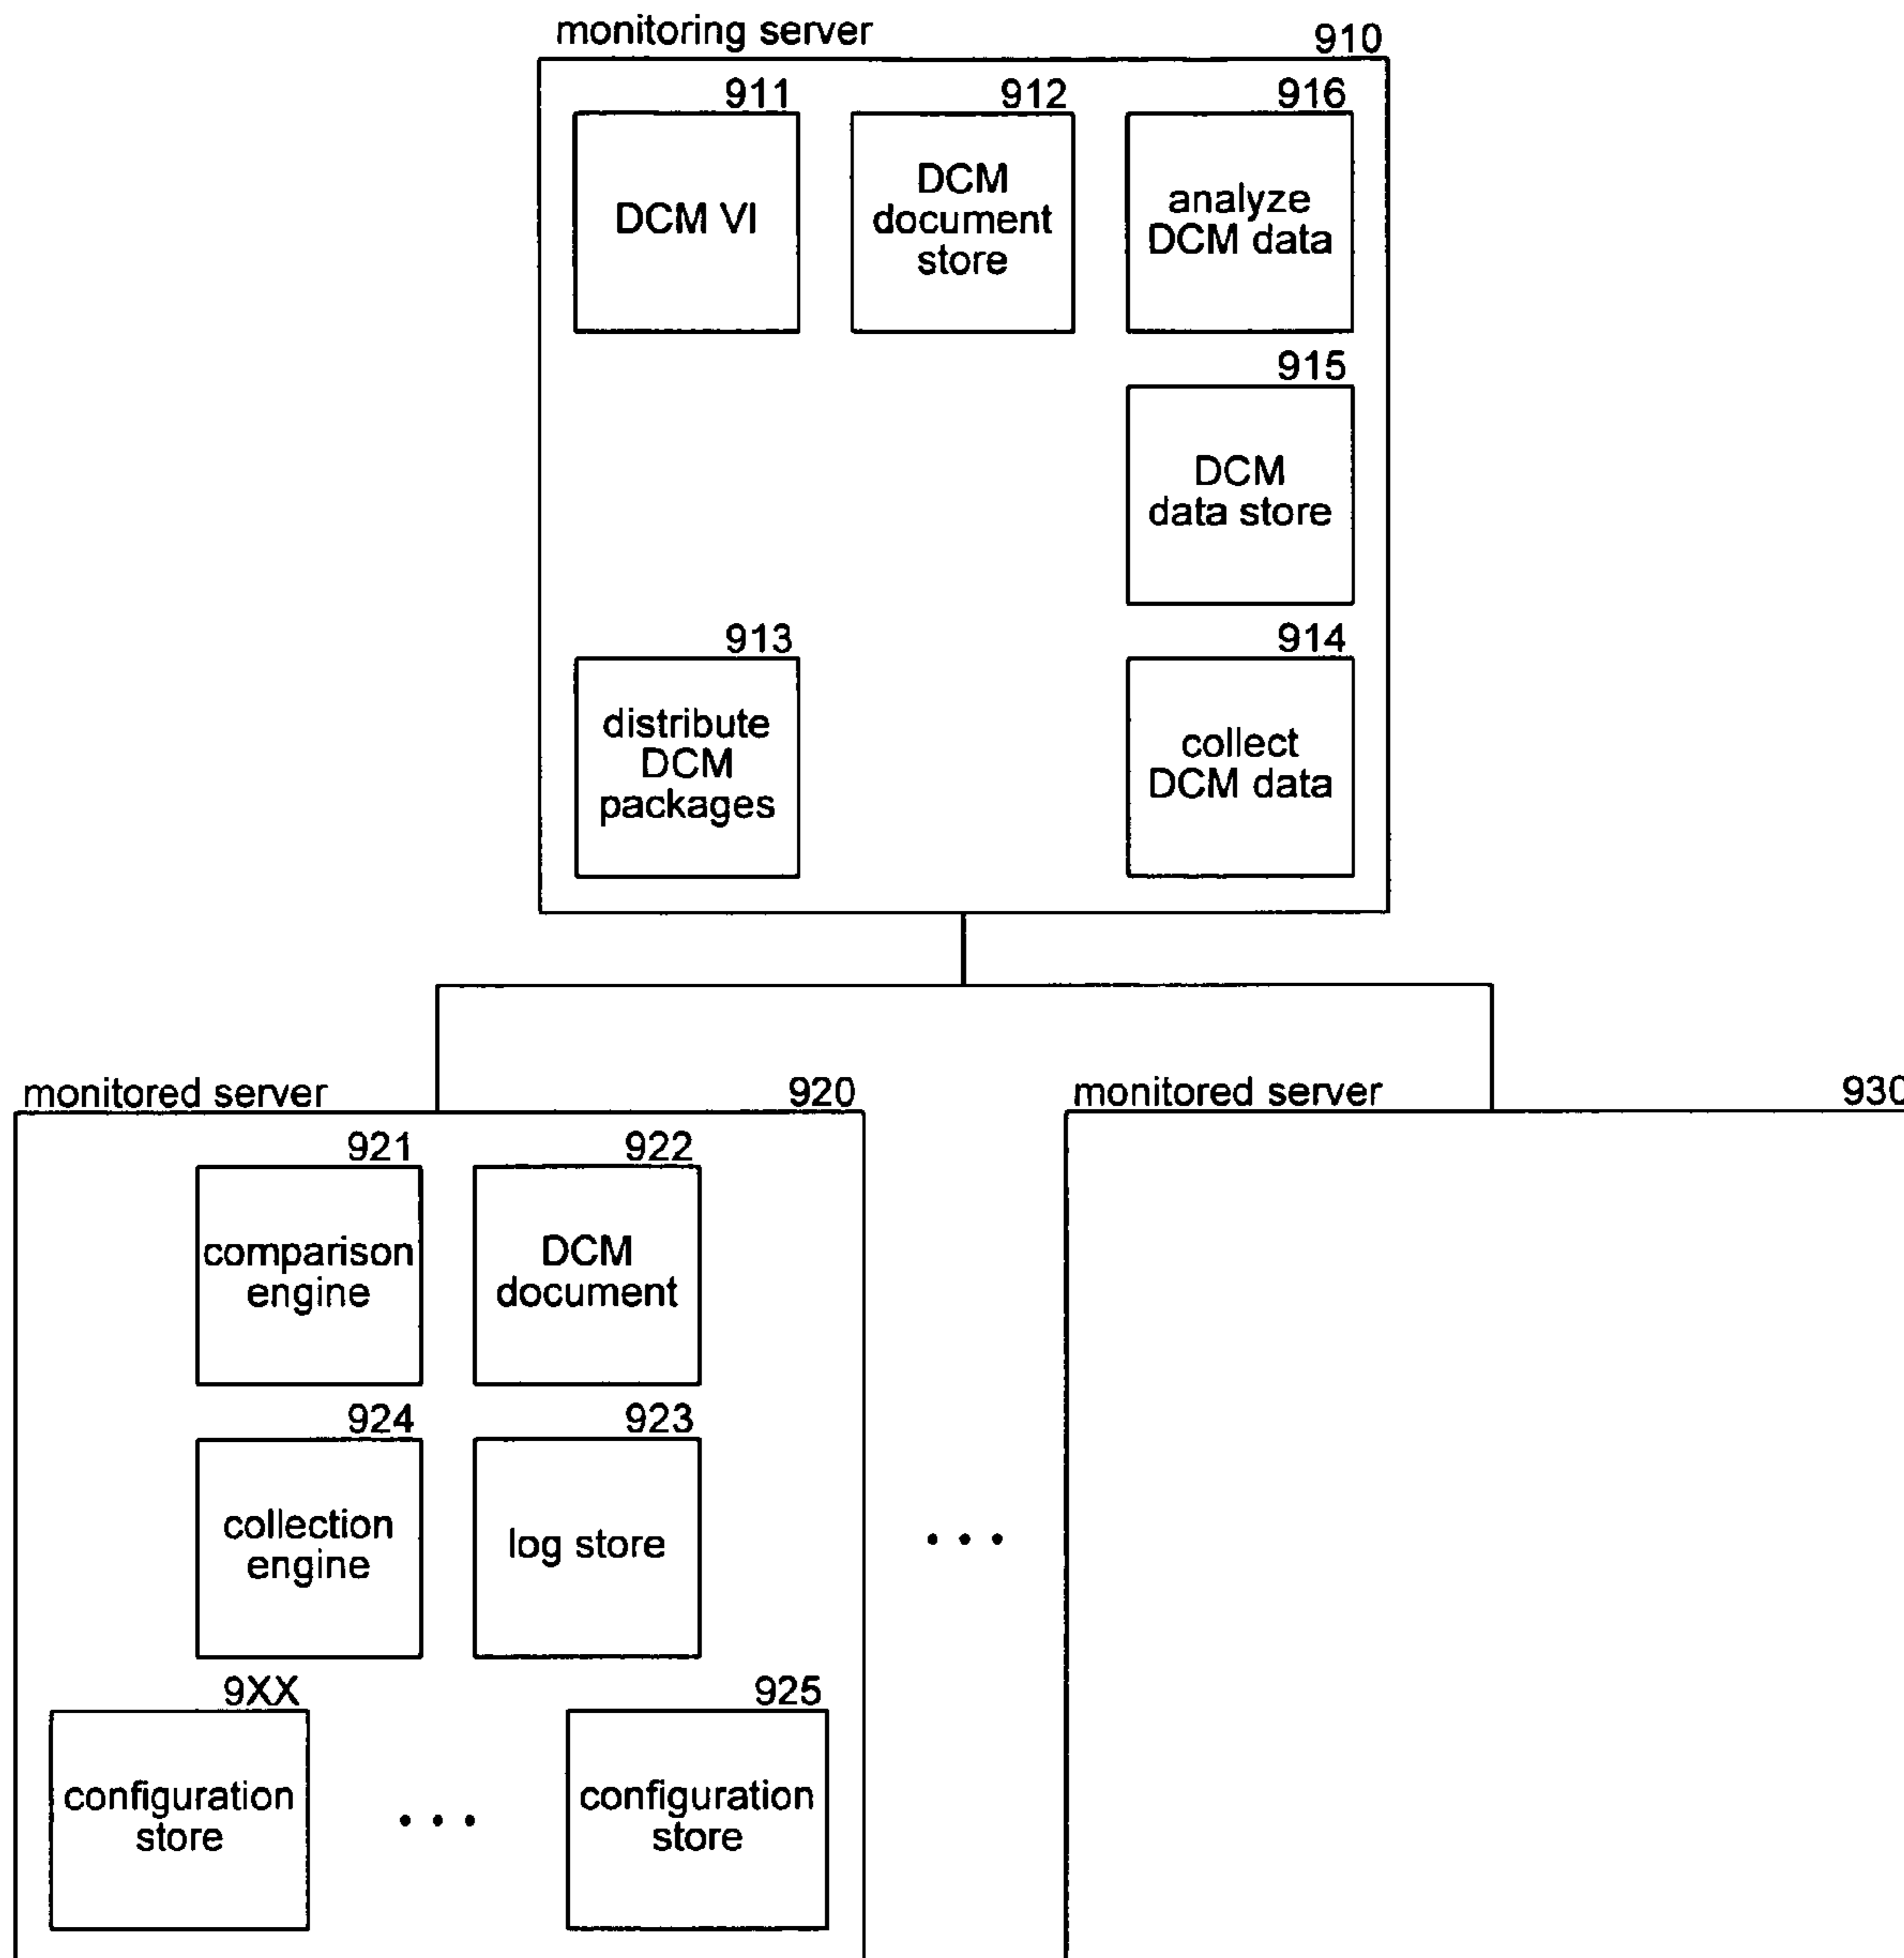 monitoring server 910
911 912 916
DCM VI
DCM
document
store
analyze
DCM data
915
DCM
data store
913 914
distribute
DCM
packages
collect
DCM data
monitored server 920
monitored server 930
921 922
comparison
engine
DCM
document
924 923
collection
engine
log store
9XX 925
configuration
store
configuration
store